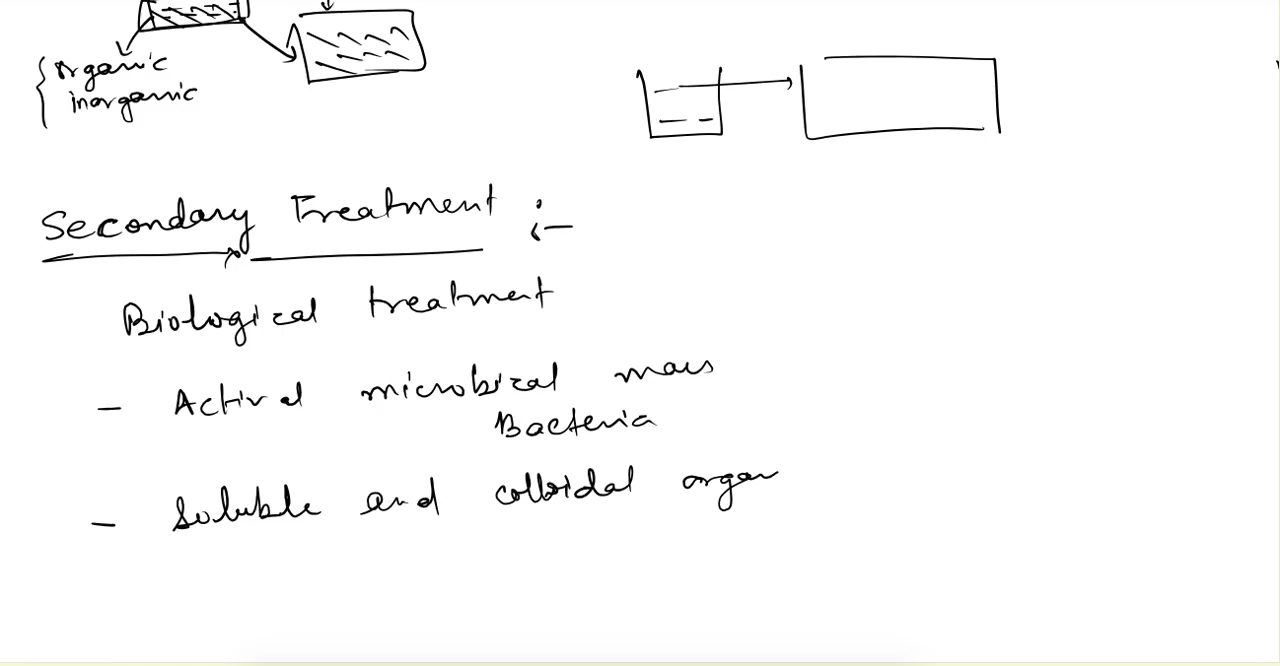 organic
inorganic
Secondary Treatment :-
Biological treatment
- Active microbial mass
Bacteria
- Soluble and colloidal organ